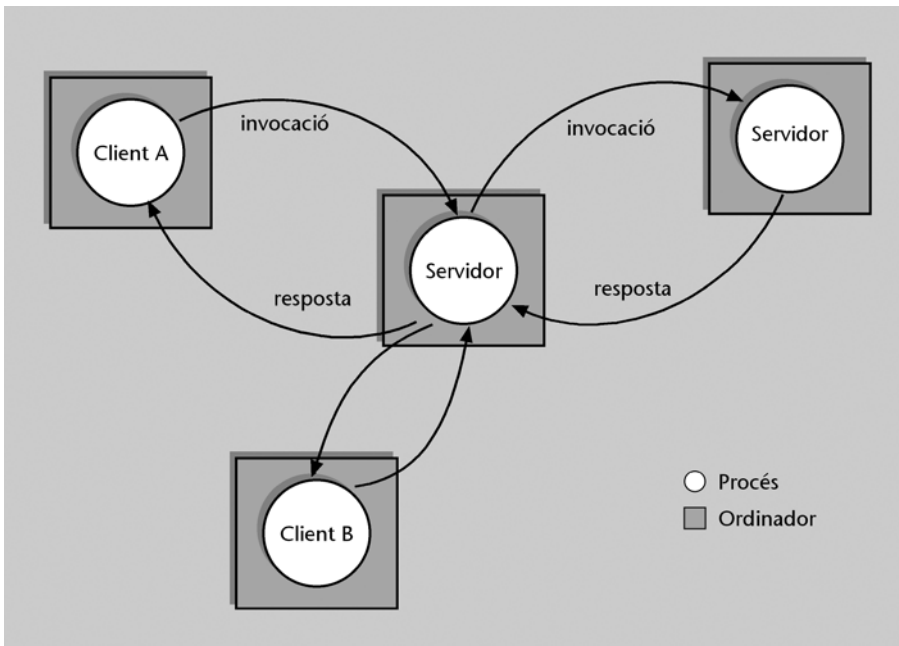 Client A
invocació
invocació
Servidor
Servidor
resposta
resposta
Client B
Procés
Ordinador